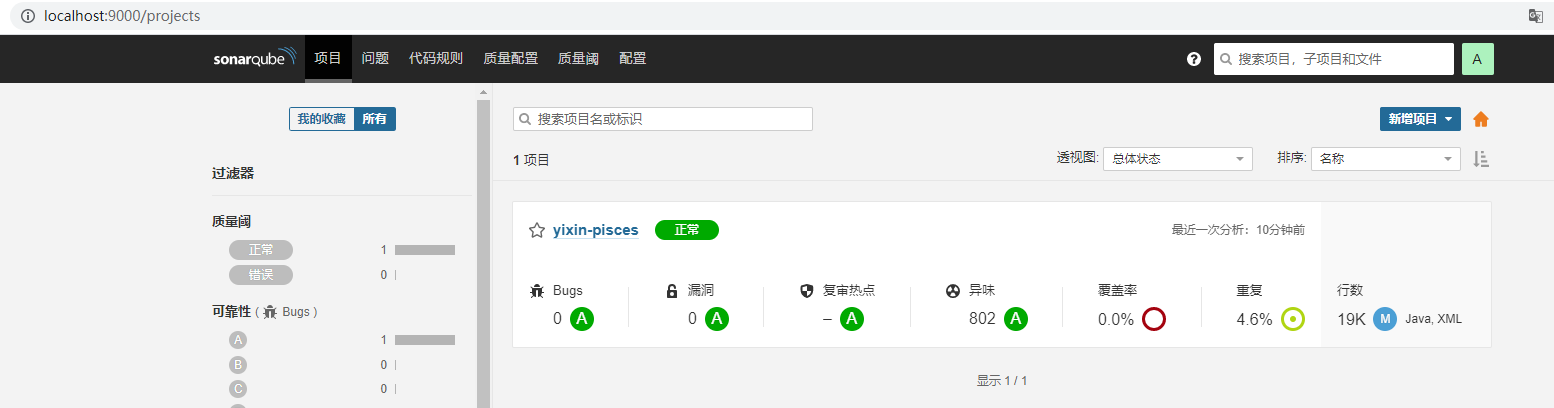 localhost:9000/projects
sonarqube 项目 问题 代码规则 质量配置 质量阈 配置 ? 搜索项目，子项目和文件 A
我的收藏 所有
搜索项目名或标识
新增项目
1 项目
透视图: 总体状态
排序: 名称
过滤器
质量阈
正常 1
错误 0
可靠性 ( Bugs )
A 1
B 0
C 0
yixin-pisces 正常 最近一次分析：10分钟前
Bugs 漏洞 复审热点 异味 覆盖率 重复 行数
0 A 0 A – A 802 A 0.0% 4.6% 19K M Java, XML
显示 1 / 1